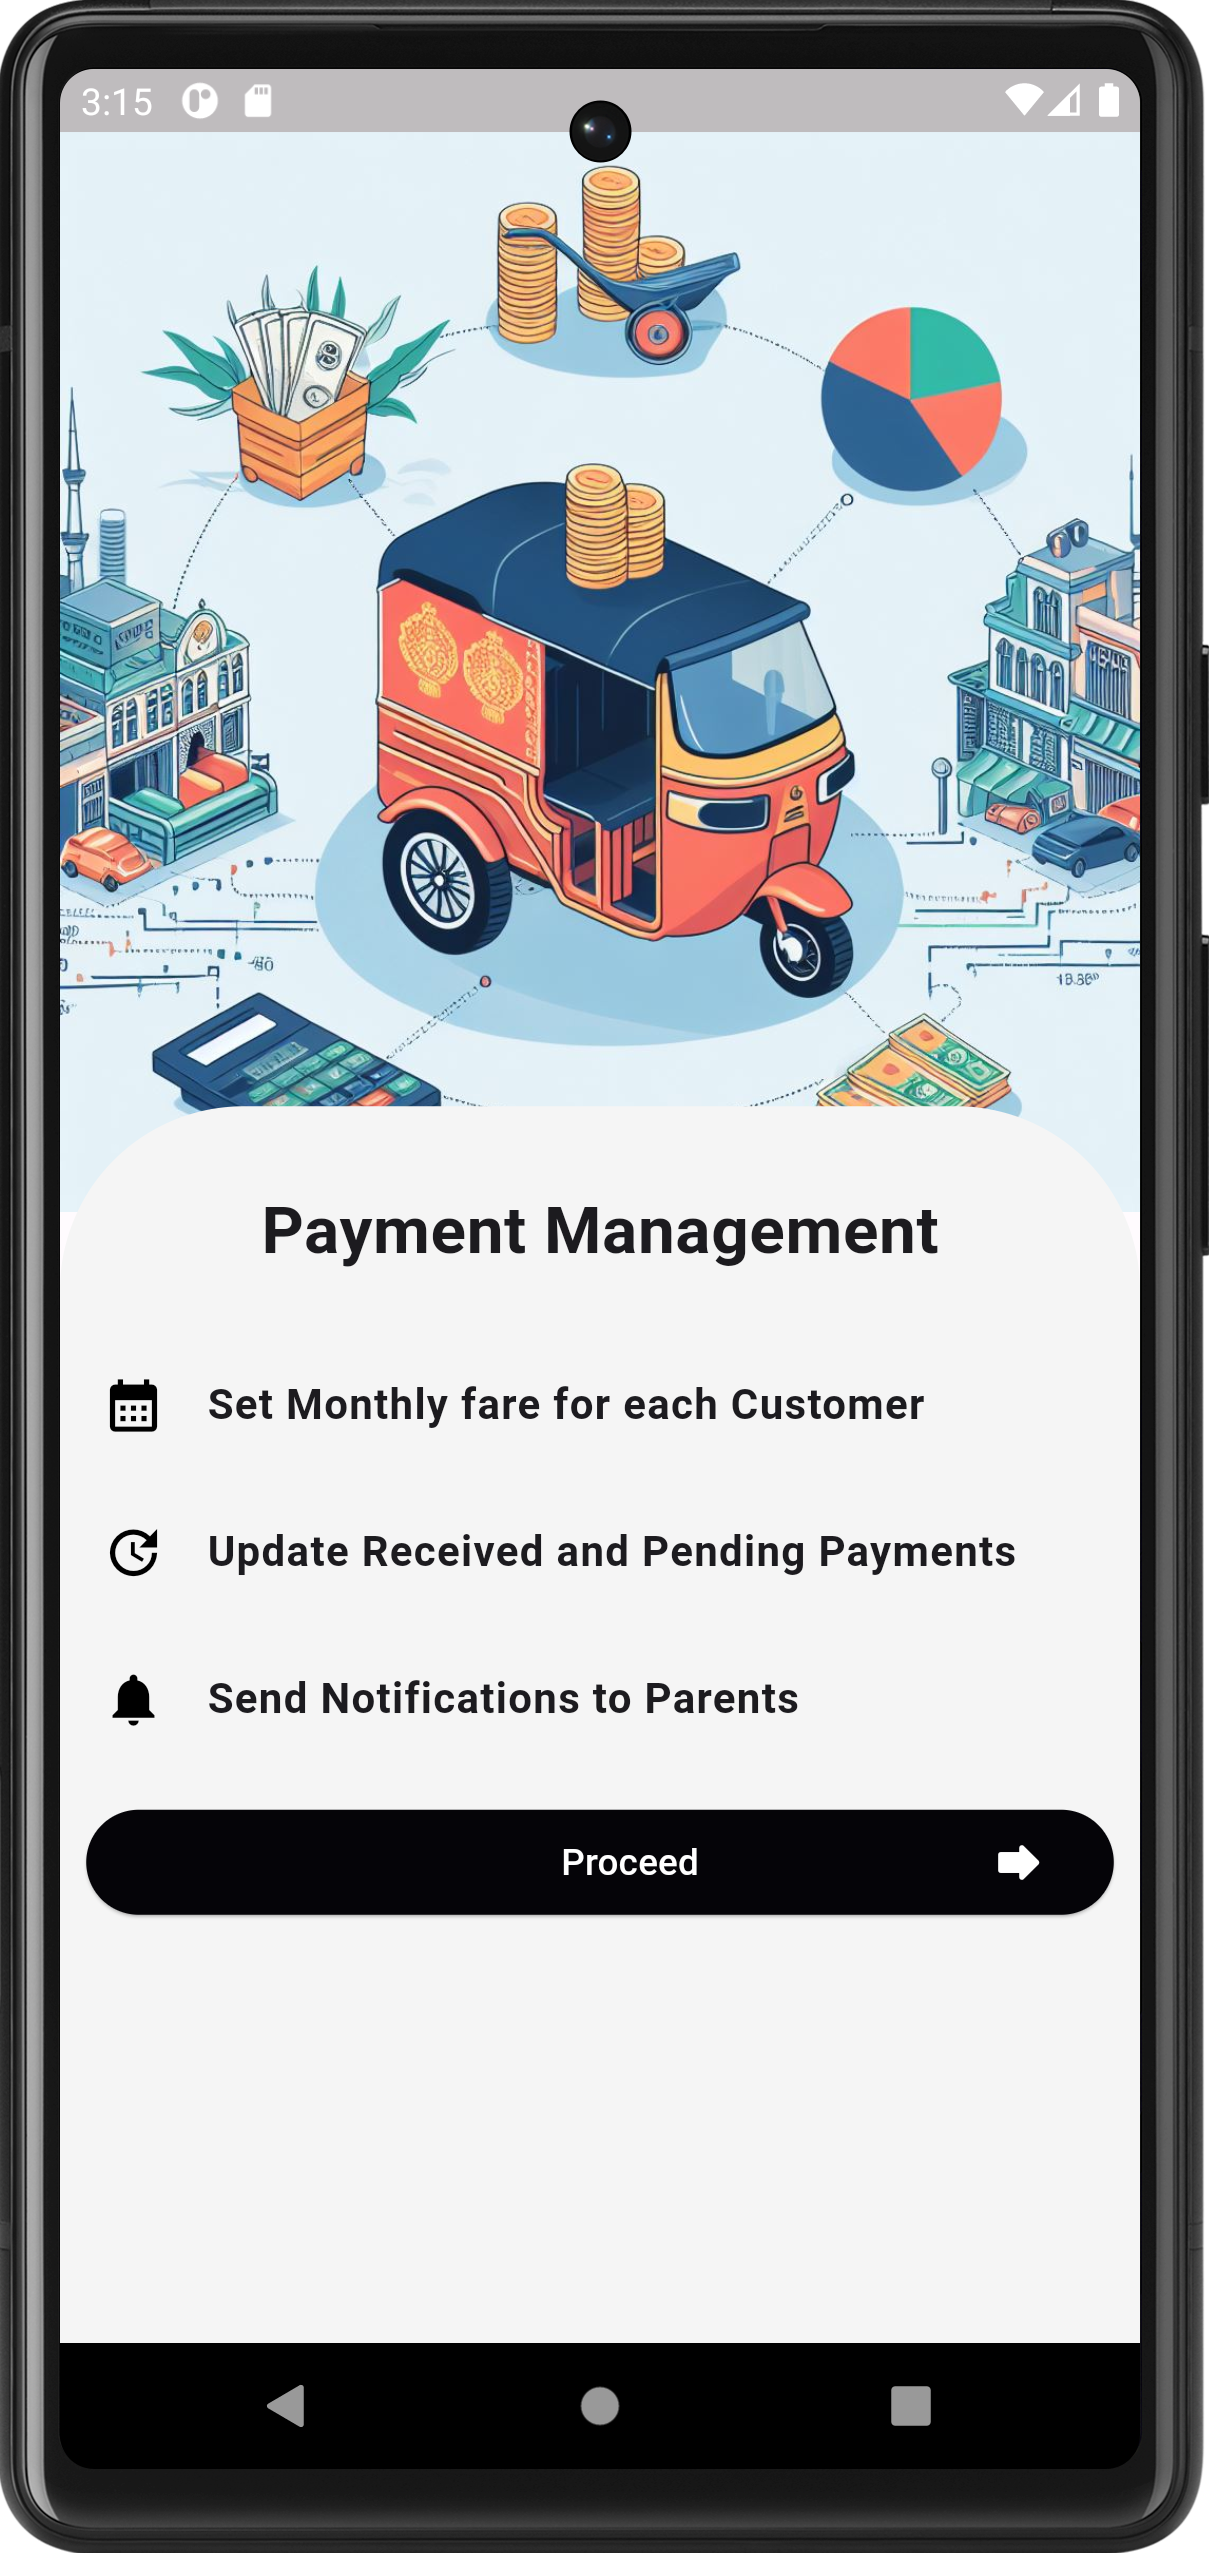 3:15
Payment Management
Set Monthly fare for each Customer
Update Received and Pending Payments
Send Notifications to Parents
Proceed